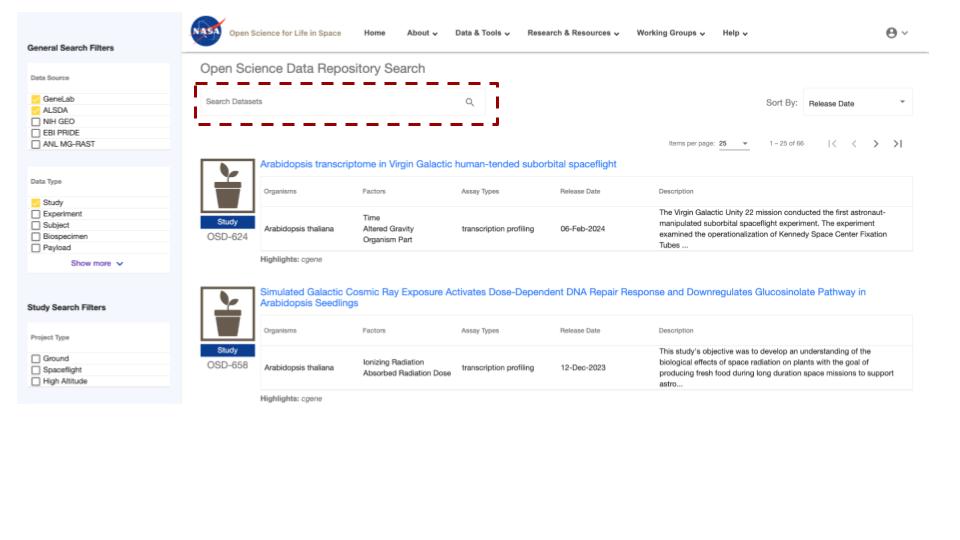 NASA
Open Science for Life in Space
Home
About
Data & Tools
Research & Resources
Working Groups
Help
General Search Filters
Data Source
GeneLab
ALSDA
NIH GEO
EBI PRIDE
ANL MG-RAST
Data Type
Study
Experiment
Subject
Biospecimen
Payload
Show more
Study Search Filters
Project Type
Ground
Spaceflight
High Altitude
Open Science Data Repository Search
Search Datasets
Sort By: Release Date
Items per page: 25
1 – 25 of 66
Arabidopsis transcriptome in Virgin Galactic human-tended suborbital spaceflight
Study
OSD-624
Organisms
Factors
Assay Types
Release Date
Description
Arabidopsis thaliana
Time
Altered Gravity
Organism Part
transcription profiling
06-Feb-2024
The Virgin Galactic Unity 22 mission conducted the first astronaut-
manipulated suborbital spaceflight experiment. The experiment
examined the operationalization of Kennedy Space Center Fixation
Tubes ...
Highlights: cgene
Simulated Galactic Cosmic Ray Exposure Activates Dose-Dependent DNA Repair Response and Downregulates Glucosinolate Pathway in
Arabidopsis Seedlings
Study
OSD-658
Organisms
Factors
Assay Types
Release Date
Description
Arabidopsis thaliana
Ionizing Radiation
Absorbed Radiation Dose
transcription profiling
12-Dec-2023
This study's objective was to develop an understanding of the
biological effects of space radiation on plants with the goal of
producing fresh food during long duration space missions to support
astro...
Highlights: cgene